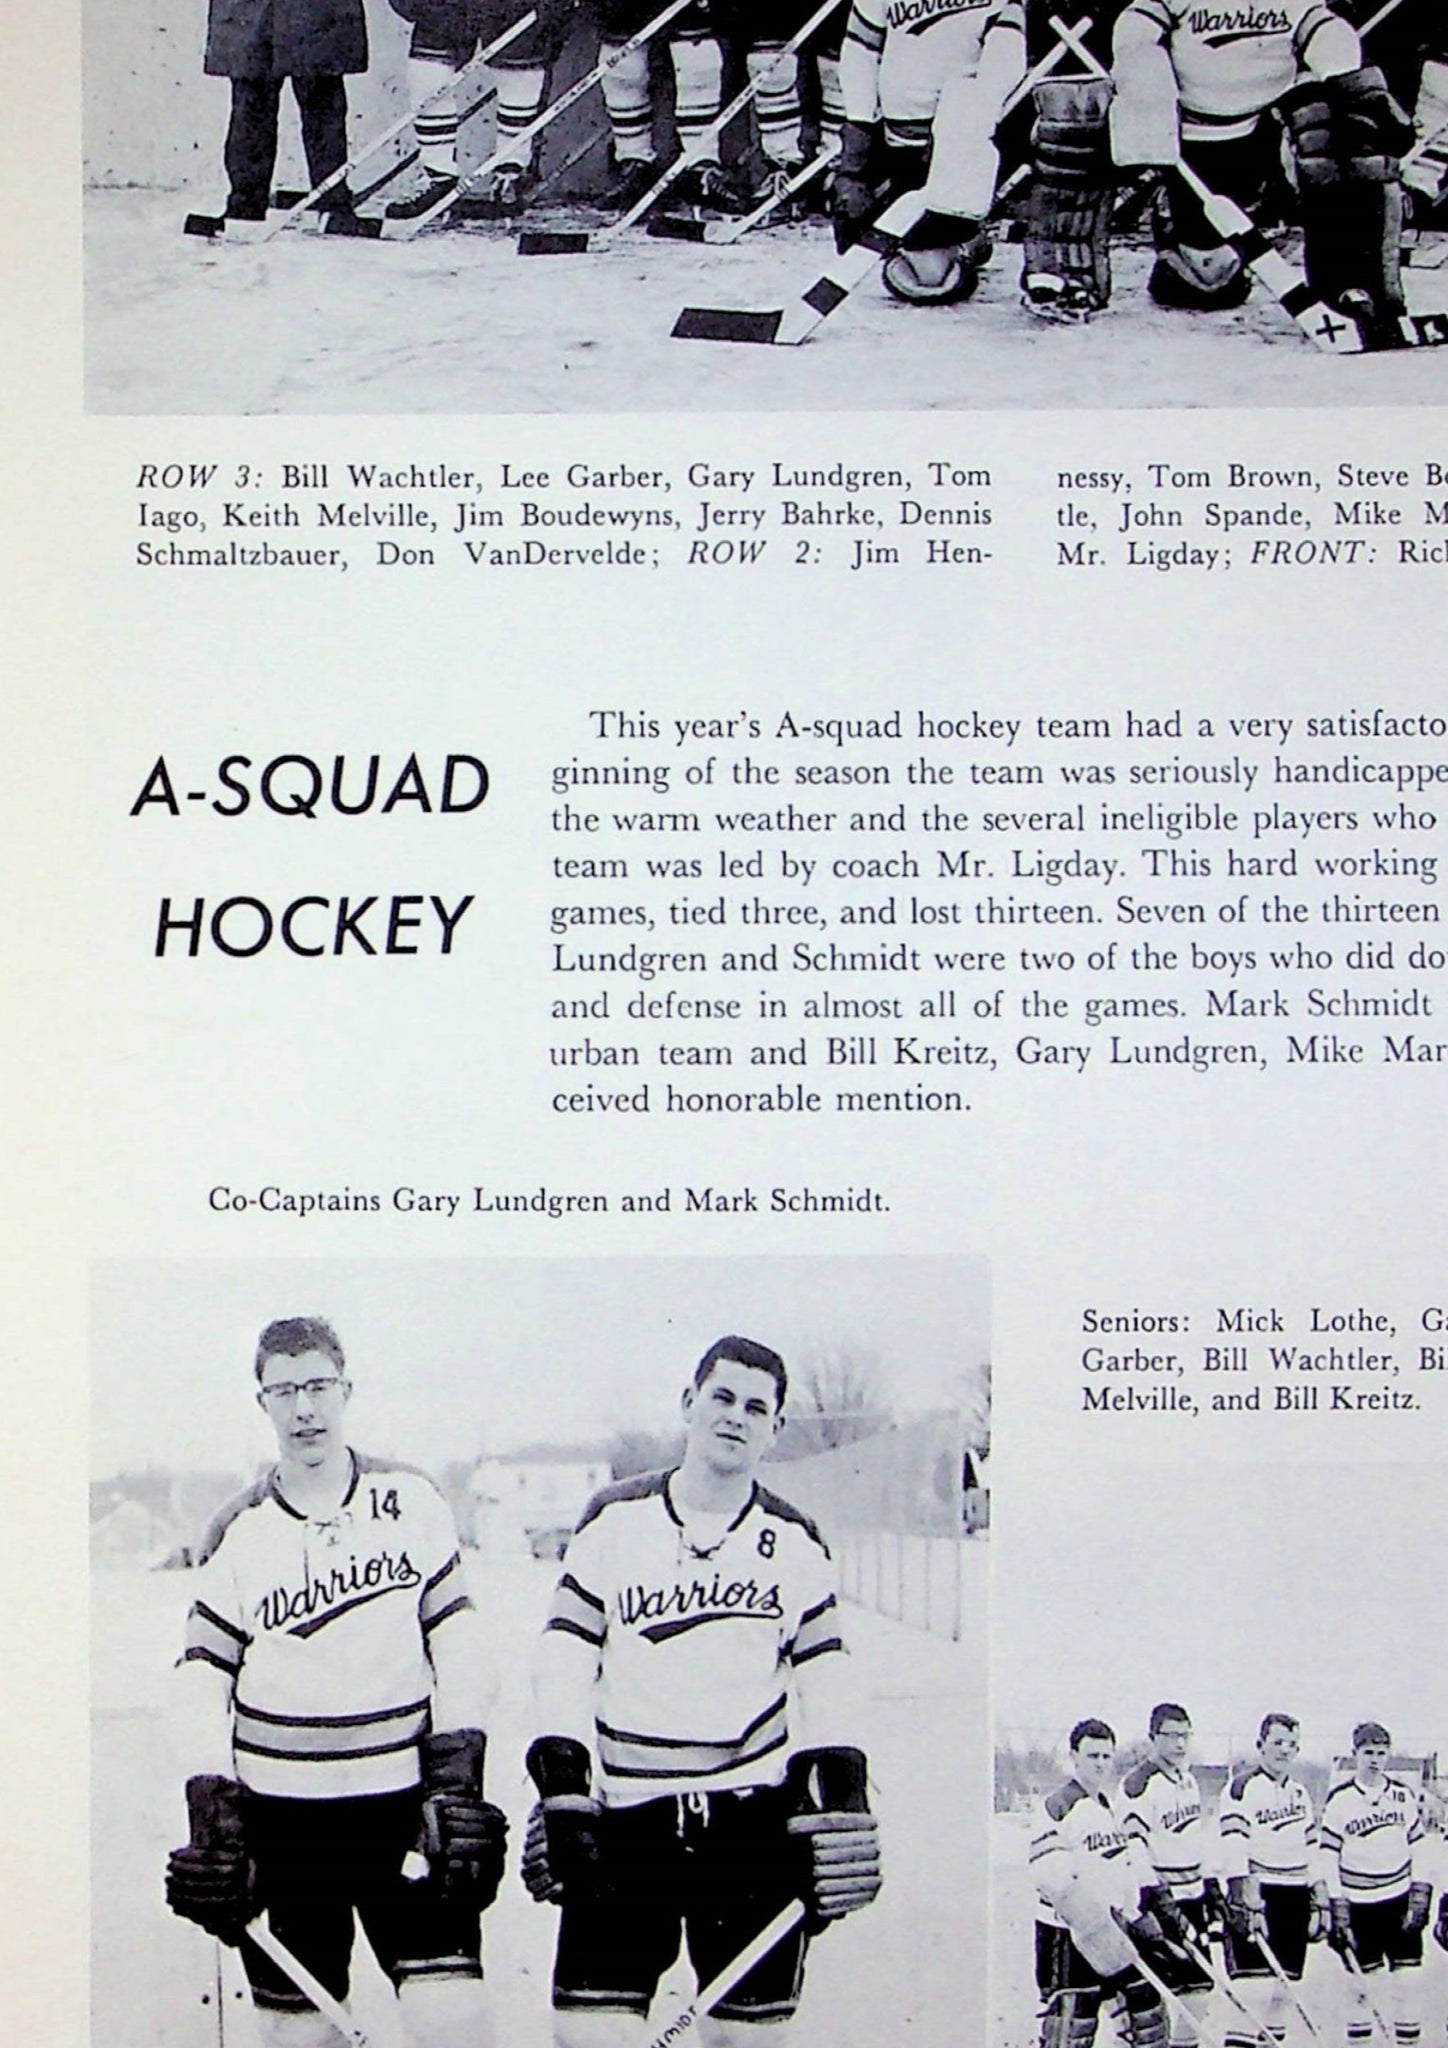 Warriors
Warriors
ROW 3: Bill Wachtler, Lee Garber, Gary Lundgren, Tom
Iago, Keith Melville, Jim Boudewyns, Jerry Bahrke, Dennis
Schmaltzbauer, Don VanDervelde; ROW 2: Jim Hen-
nessy, Tom Brown, Steve
tle, John Spande, Mike
Mr. Ligday; FRONT:
A-SQUAD
HOCKEY
This year's A-squad hockey team had a very
ginning of the season the team was seriously
the warm weather and the several ineligible players who
team was led by coach Mr. Ligday. This hard working
games, tied three, and lost thirteen. Seven of the thirteen
Lundgren and Schmidt were two of the boys who did
and defense in almost all of the games. Mark Schmidt
urban team and Bill Kreitz, Gary Lundgren, Mike
ceived honorable mention.
Co-Captains Gary Lundgren and Mark Schmidt.
Seniors: Mick Lothe,
Garber, Bill Wachtler,
Melville, and Bill Kreitz.
14
Warriors
8
Warriors
Warriors